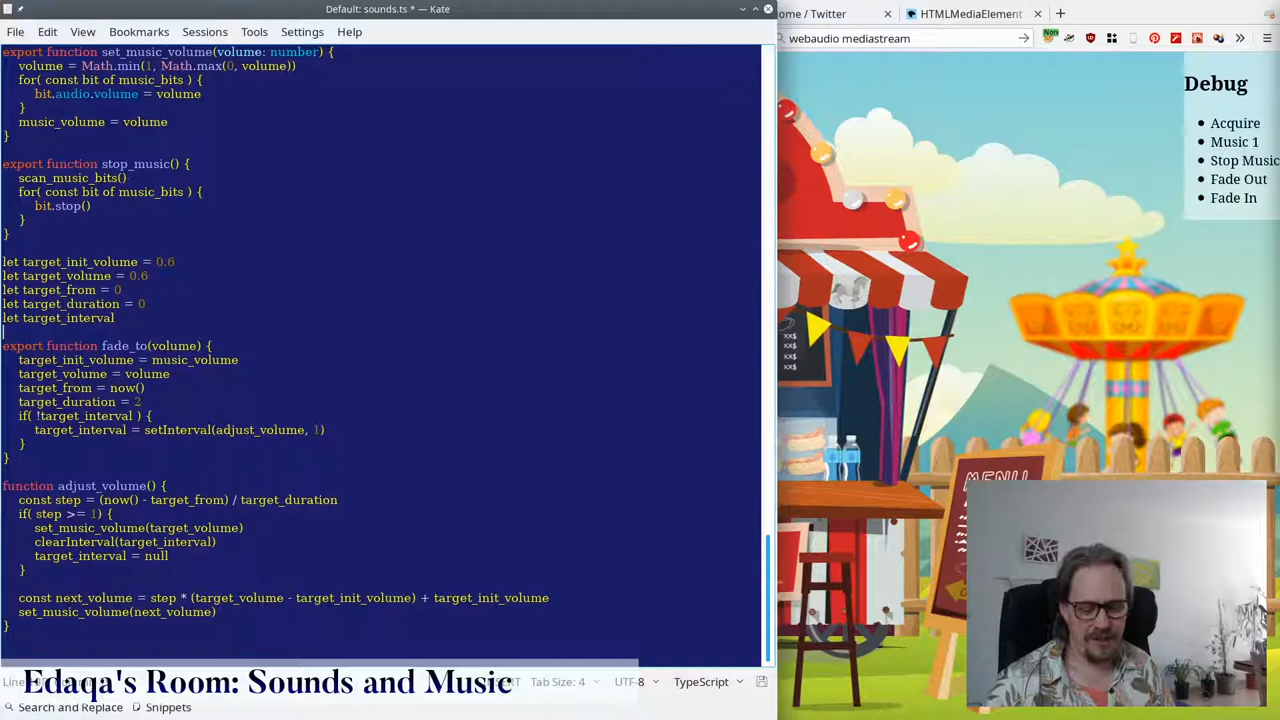 Default: sounds.ts * — Kate
File Edit View Bookmarks Sessions Tools Settings Help
export function set_music_volume(volume: number) {
volume = Math.min(1, Math.max(0, volume))
for( const bit of music_bits ) {
bit.audio.volume = volume
}
music_volume = volume
}
export function stop_music() {
scan_music_bits()
for( const bit of music_bits ) {
bit.stop()
}
}
let target_init_volume = 0.6
let target_volume = 0.6
let target_from = 0
let target_duration = 0
let target_interval
export function fade_to(volume) {
target_init_volume = music_volume
target_volume = volume
target_from = now()
target_duration = 2
if( !target_interval ) {
target_interval = setInterval(adjust_volume, 1)
}
}
function adjust_volume() {
const step = (now() - target_from) / target_duration
if( step >= 1) {
set_music_volume(target_volume)
clearInterval(target_interval)
target_interval = null
}
const next_volume = step * (target_volume - target_init_volume) + target_init_volume
set_music_volume(next_volume)
}
Edaqa's Room: Sounds and Music
Tab Size: 4 UTF-8 TypeScript
Search and Replace Snippets
ome / Twitter HTMLMediaElement
webaudio mediastream
Debug
Acquire
Music 1
Stop Music
Fade Out
Fade In
XX$
XX$
XX$
XX$
MENU